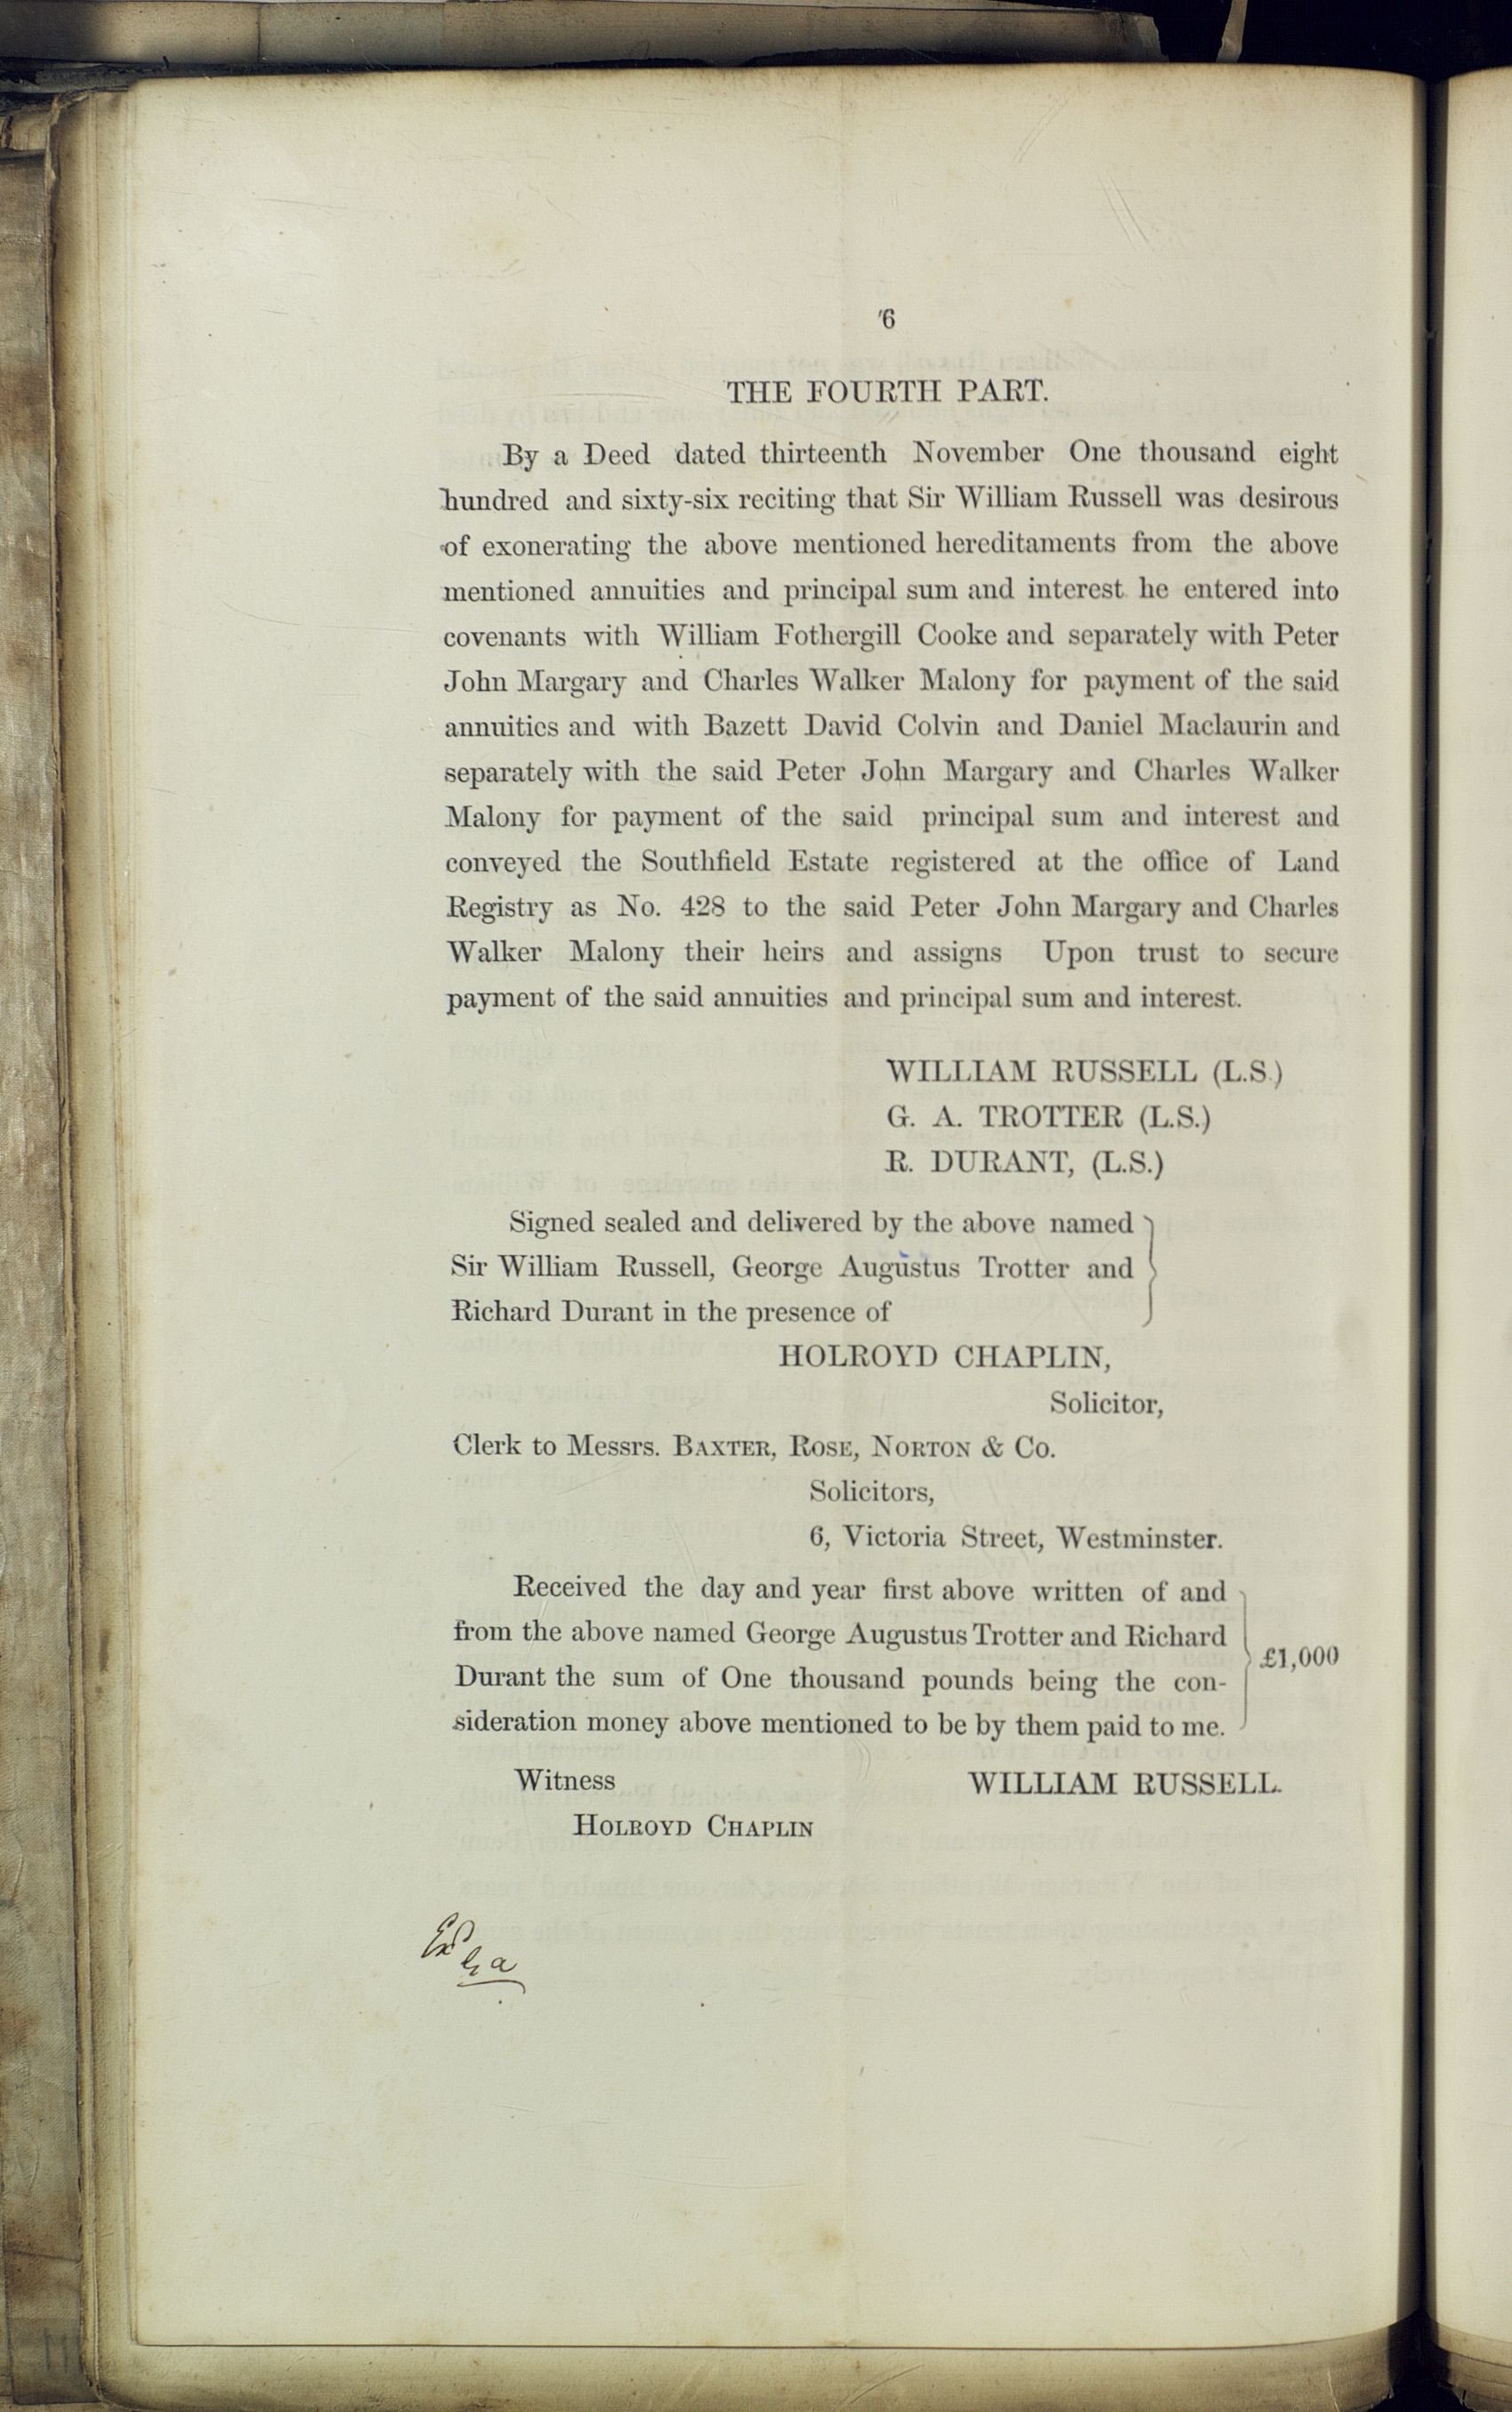 6
THE FOURTH PART.
By a Deed dated thirteenth November One thousand eight
hundred and sixty-six reciting that Sir William Russell was desirous
of exonerating the above mentioned hereditaments from the above
mentioned annuities and principal sum and interest he entered into
covenants with William Fothergill Cooke and separately with Peter
John Margary and Charles Walker Malony for payment of the said
annuities and with Bazett David Colvin and Daniel Maclaurin and
separately with the said Peter John Margary and Charles Walker
Malony for payment of the said principal sum and interest and
conveyed the Southfield Estate registered at the office of Land
Registry as No. 428 to the said Peter John Margary and Charles
Walker Malony their heirs and assigns Upon trust to secure
payment of the said annuities and principal sum and interest.
WILLIAM RUSSELL (L.S.)
G. A. TROTTER (L.S.)
R. DURANT, (L.S.)
Signed sealed and delivered by the above named
Sir William Russell, George Augustus Trotter and
Richard Durant in the presence of
HOLROYD CHAPLIN,
Solicitor,
Clerk to Messrs. BAXTER, ROSE, NORTON & Co.
Solicitors,
6, Victoria Street, Westminster.
Received the day and year first above written of and
from the above named George Augustus Trotter and Richard
Durant the sum of One thousand pounds being the con-
sideration money above mentioned to be by them paid to me.
£1,000
Witness WILLIAM RUSSELL.
HOLROYD CHAPLIN